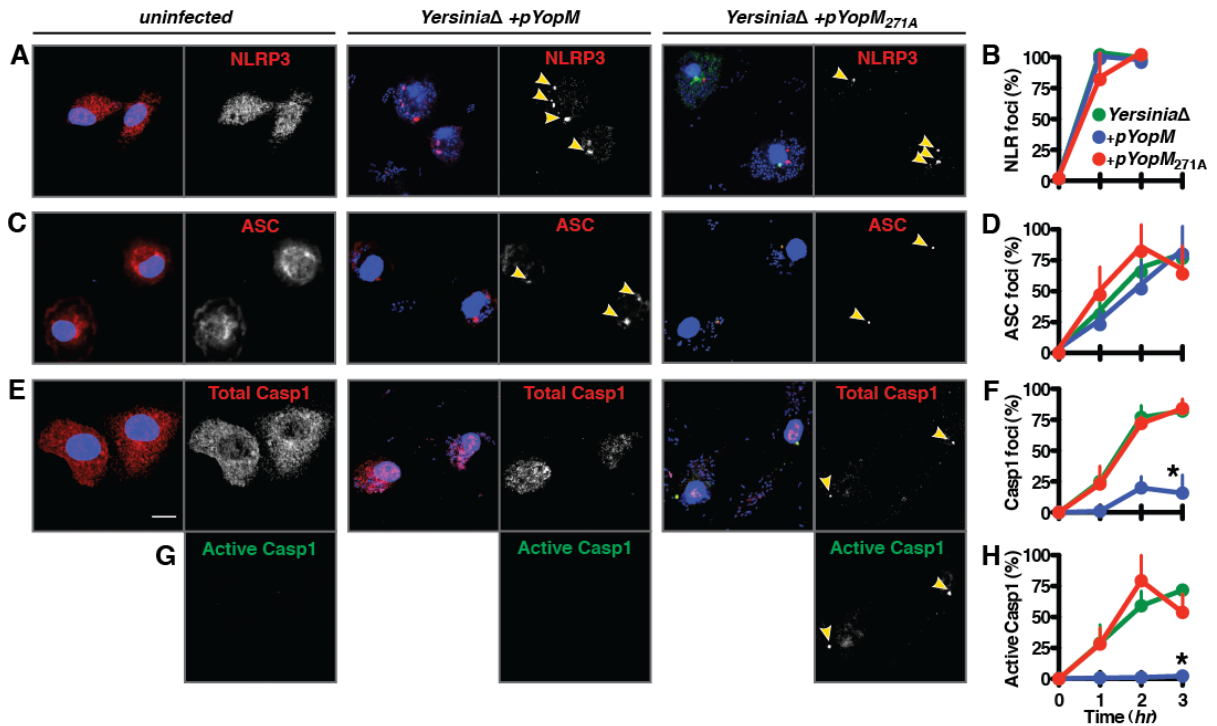 uninfected
YersiniaΔ +pYopM
YersiniaΔ +pYopM271A
A
NLRP3
NLRP3
NLRP3
B
NLR foci (%)
100
75
50
25
0
YersiniaΔ
+pYopM
+pYopM271A
C
ASC
ASC
ASC
D
ASC foci (%)
100
75
50
25
0
E
Total Casp1
Total Casp1
Total Casp1
F
Casp1 foci (%)
100
75
50
25
0
*
G
Active Casp1
Active Casp1
Active Casp1
H
Active Casp1 (%)
100
75
50
25
0
*
0 1 2 3
Time (hr)